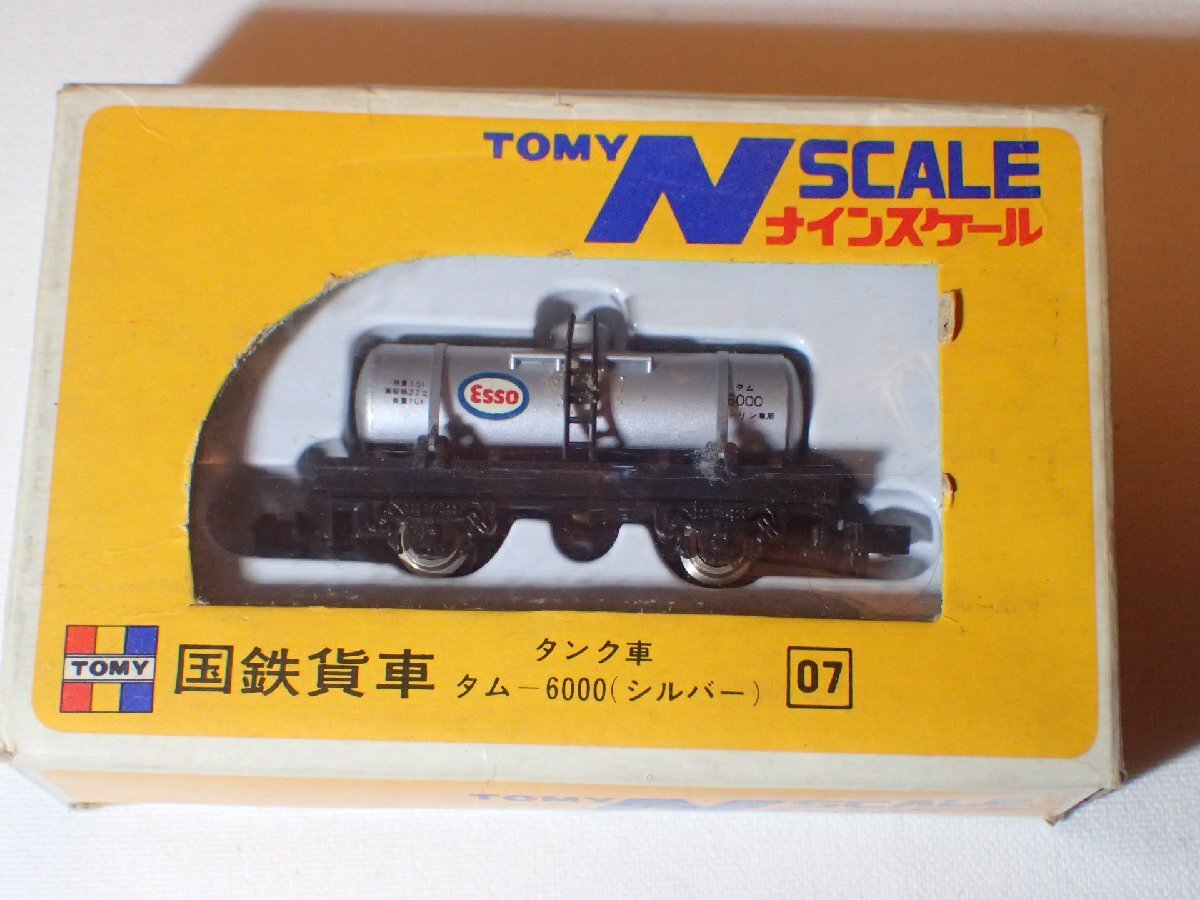 TOMY N SCALE
ナインスケール
Esso
タム
6000
TOMY
国鉄貨車
タンク車
タム-6000(シルバー)
07
TOMY N SCALE